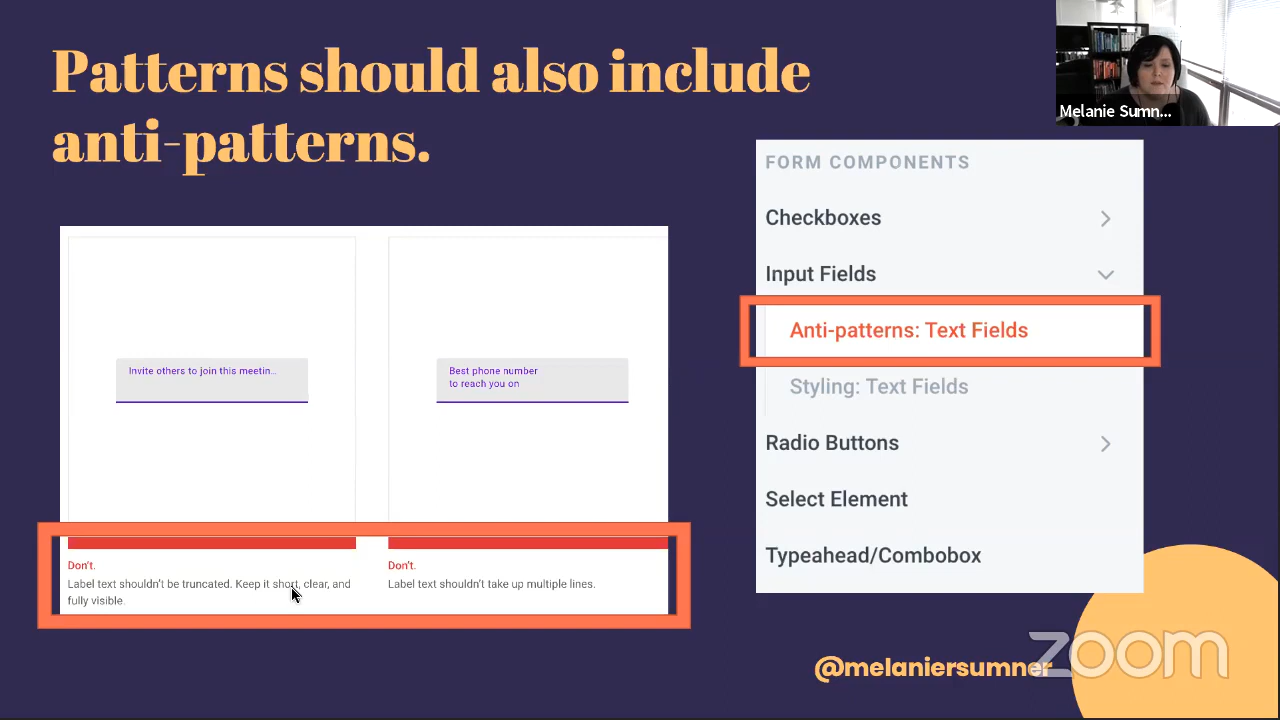 Patterns should also include
anti-patterns.
Melanie Sumn...
FORM COMPONENTS
Checkboxes
Input Fields
Anti-patterns: Text Fields
Styling: Text Fields
Radio Buttons
Select Element
Typeahead/Combobox
Invite others to join this meetin...
Best phone number
to reach you on
Don't.
Label text shouldn't be truncated. Keep it short, clear, and
fully visible.
Don't.
Label text shouldn't take up multiple lines.
@melaniersumner
zoom